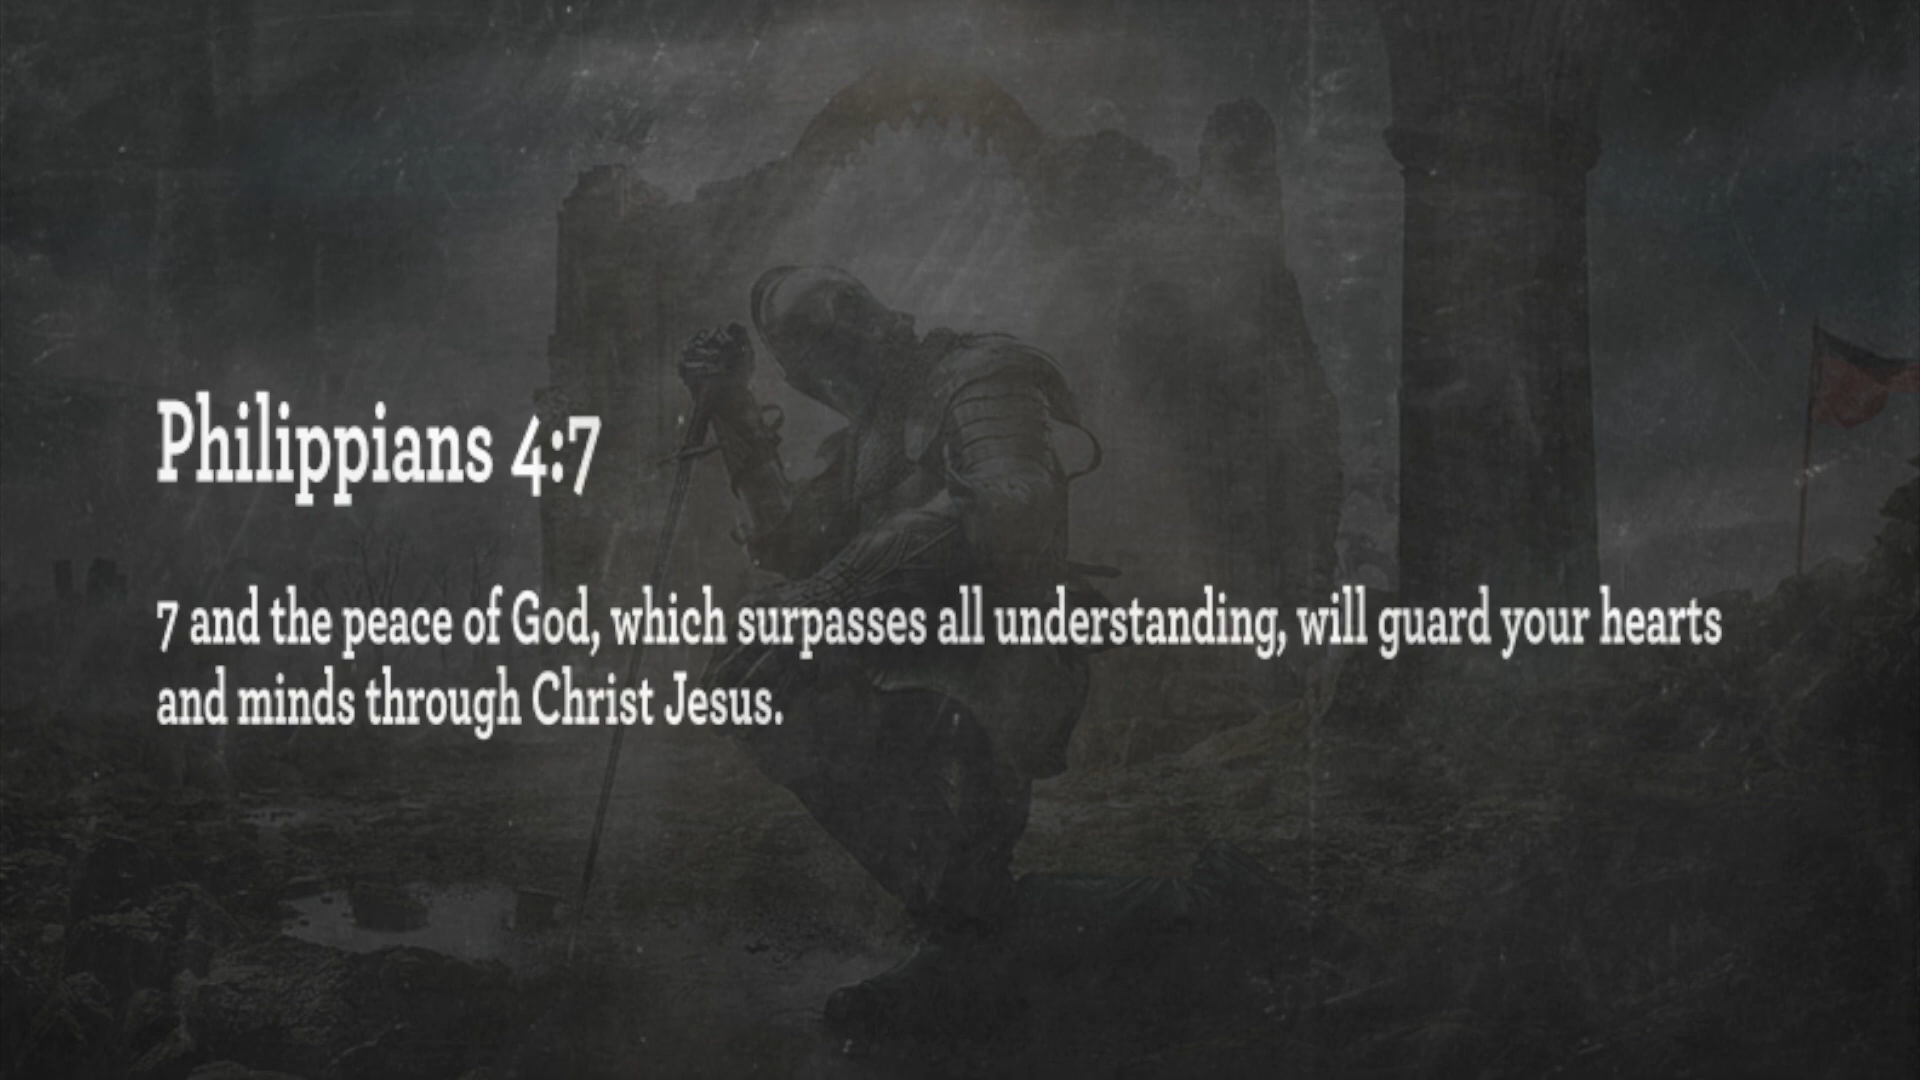 Philippians 4:7
7 and the peace of God, which surpasses all understanding, will guard your hearts
and minds through Christ Jesus.